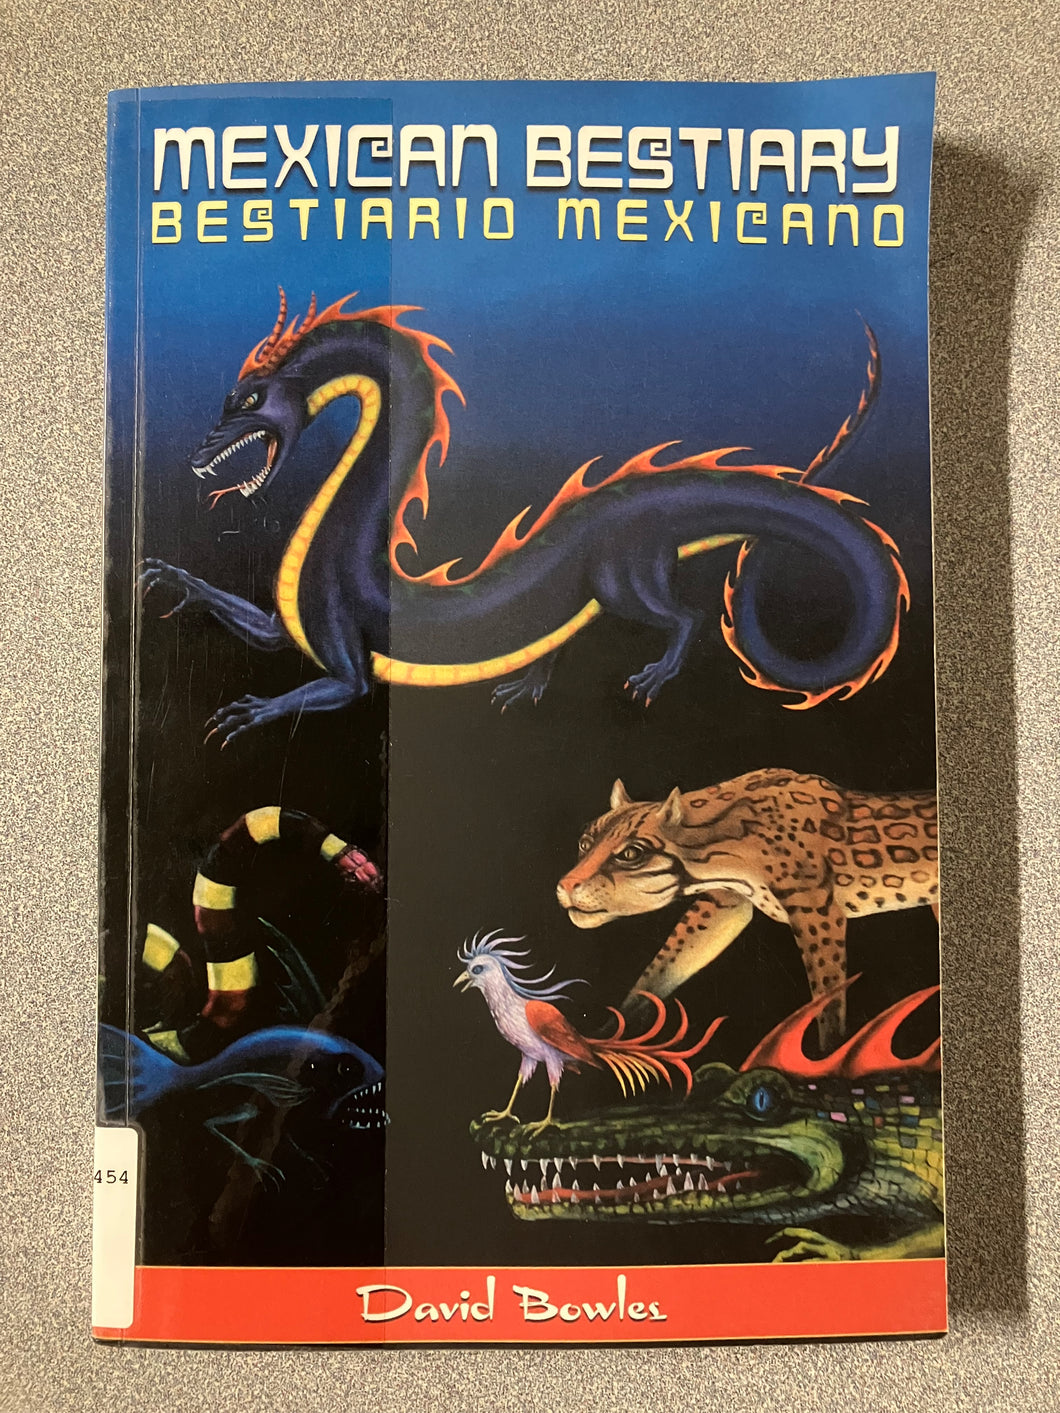 MEXICAN BESTIARY
BESTIARIO MEXICANO
454
David Bowles